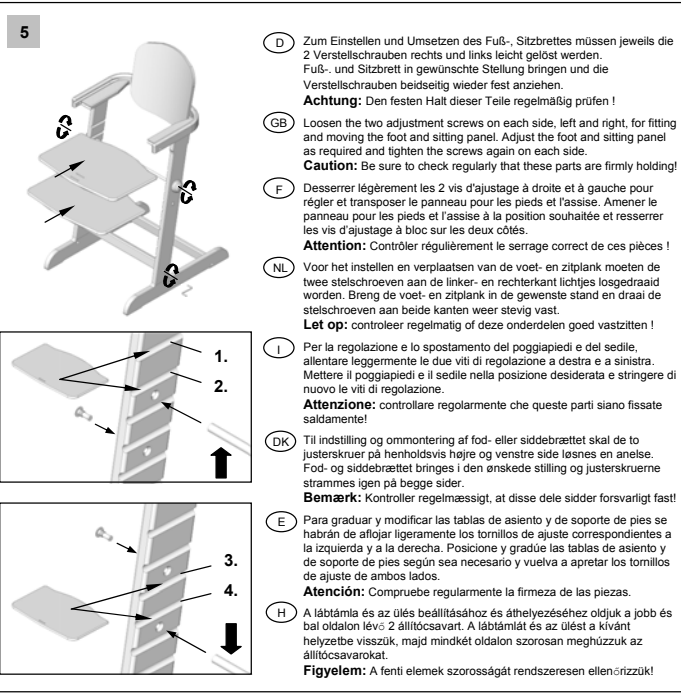 5
D Zum Einstellen und Umsetzen des Fuß-, Sitzbrettes müssen jeweils die
2 Verstellschrauben rechts und links leicht gelöst werden.
Fuß-. und Sitzbrett in gewünschte Stellung bringen und die
Verstellschrauben beidseitig wieder fest anziehen.
Achtung: Den festen Halt dieser Teile regelmäßig prüfen !
GB Loosen the two adjustment screws on each side, left and right, for fitting
and moving the foot and sitting panel. Adjust the foot and sitting panel
as required and tighten the screws again on each side.
Caution: Be sure to check regularly that these parts are firmly holding!
F Desserrer légèrement les 2 vis d'ajustage à droite et à gauche pour
régler et transposer le panneau pour les pieds et l'assise. Amener le
panneau pour les pieds et l'assise à la position souhaitée et resserrer
les vis d'ajustage à bloc sur les deux côtés.
Attention: Contrôler régulièrement le serrage correct de ces pièces !
NL Voor het instellen en verplaatsen van de voet- en zitplank moeten de
twee stelschroeven aan de linker- en rechterkant lichtjes losgedraaid
worden. Breng de voet- en zitplank in de gewenste stand en draai de
stelschroeven aan beide kanten weer stevig vast.
Let op: controleer regelmatig of deze onderdelen goed vastzitten !
I Per la regolazione e lo spostamento del poggiapiedi e del sedile,
allentare leggermente le due viti di regolazione a destra e a sinistra.
Mettere il poggiapiedi e il sedile nella posizione desiderata e stringere di
nuovo le viti di regolazione.
Attenzione: controllare regolarmente che queste parti siano fissate
saldamente!
DK Til indstilling og ommontering af fod- eller siddebrættet skal de to
justerskruer på henholdsvis højre og venstre side løsnes en anelse.
Fod- og siddebrættet bringes i den ønskede stilling og justerskruerne
strammes igen på begge sider.
Bemærk: Kontroller regelmæssigt, at disse dele sidder forsvarligt fast!
E Para graduar y modificar las tablas de asiento y de soporte de pies se
habrán de aflojar ligeramente los tornillos de ajuste correspondientes a
la izquierda y a la derecha. Posicione y gradúe las tablas de asiento y
de soporte de pies según sea necesario y vuelva a apretar los tornillos
de ajuste de ambos lados.
Atención: Compruebe regularmente la firmeza de las piezas.
H A lábtámla és az ülés beállításához és áthelyezéséhez oldjuk a jobb és
bal oldalon lévő 2 állítócsavart. A lábtámlát és az ülést a kívánt
helyzetbe visszük, majd mindkét oldalon szorosan meghúzzuk az
állítócsavarokat.
Figyelem: A fenti elemek szorosságát rendszeresen ellenőrizzük!
1.
2.
3.
4.